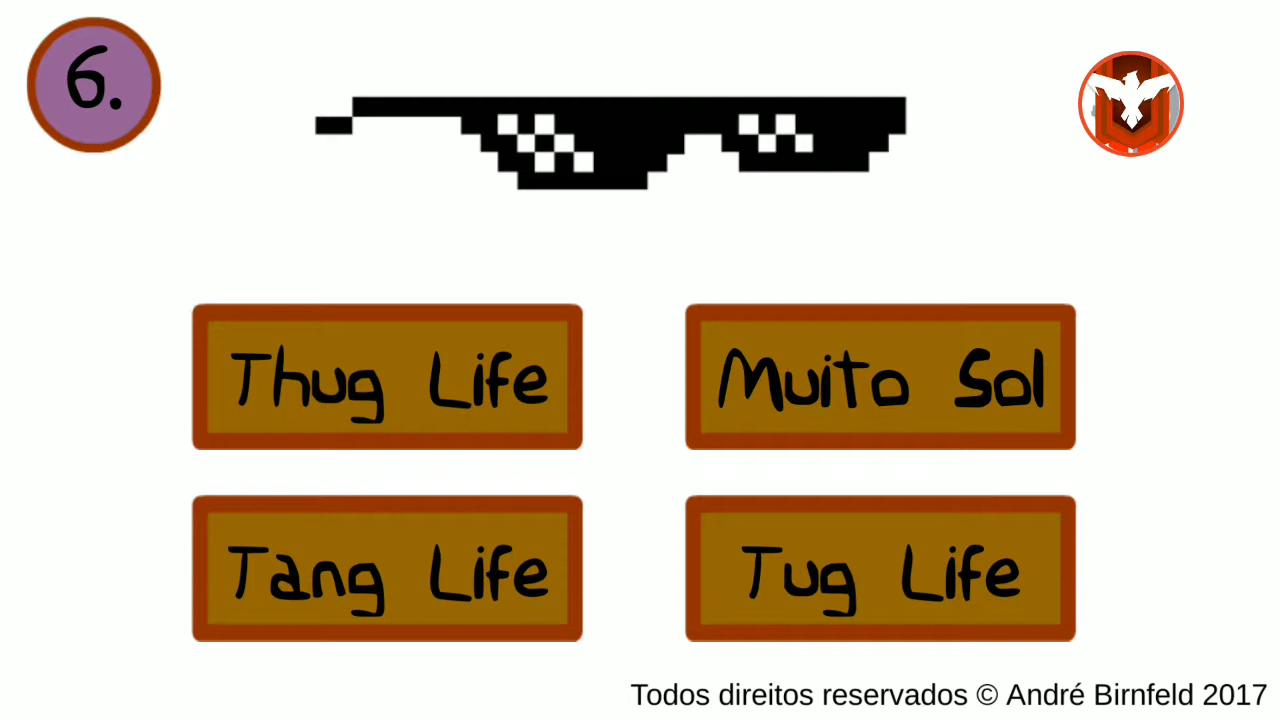 6.
Thug Life
Muito Sol
Tang Life
Tug Life
Todos direitos reservados © André Birnfeld 2017